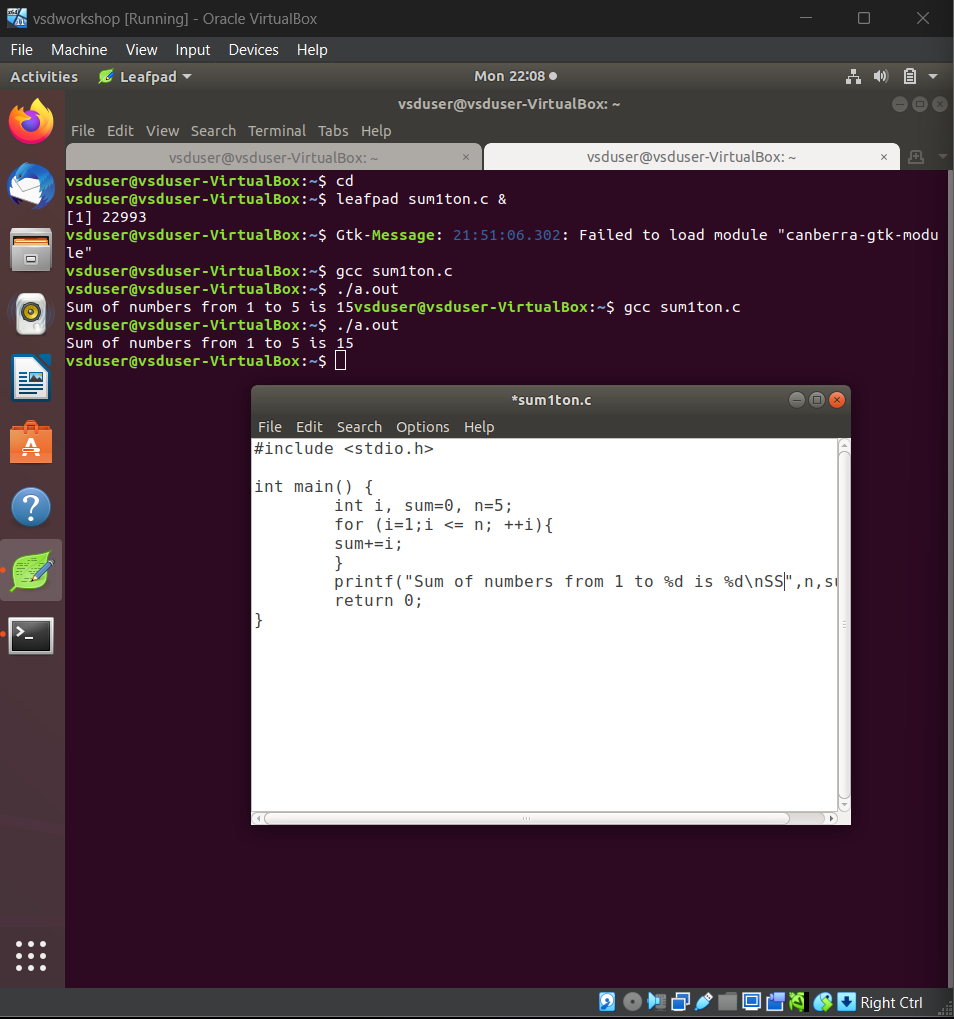 vsdworkshop [Running] - Oracle VirtualBox
File Machine View Input Devices Help
Activities Leafpad Mon 22:08
vsduser@vsduser-VirtualBox: ~
File Edit View Search Terminal Tabs Help
vsduser@vsduser-VirtualBox: ~ × vsduser@vsduser-VirtualBox: ~ ×
vsduser@vsduser-VirtualBox:~$ cd
vsduser@vsduser-VirtualBox:~$ leafpad sum1ton.c &
[1] 22993
vsduser@vsduser-VirtualBox:~$ Gtk-Message: 21:51:06.302: Failed to load module "canberra-gtk-modu
le"
vsduser@vsduser-VirtualBox:~$ gcc sum1ton.c
vsduser@vsduser-VirtualBox:~$ ./a.out
Sum of numbers from 1 to 5 is 15vsduser@vsduser-VirtualBox:~$ gcc sum1ton.c
vsduser@vsduser-VirtualBox:~$ ./a.out
Sum of numbers from 1 to 5 is 15
vsduser@vsduser-VirtualBox:~$
*sum1ton.c
File Edit Search Options Help
#include <stdio.h>
int main() {
int i, sum=0, n=5;
for (i=1;i <= n; ++i){
sum+=i;
}
printf("Sum of numbers from 1 to %d is %d\nSS",n,su
return 0;
}
Right Ctrl